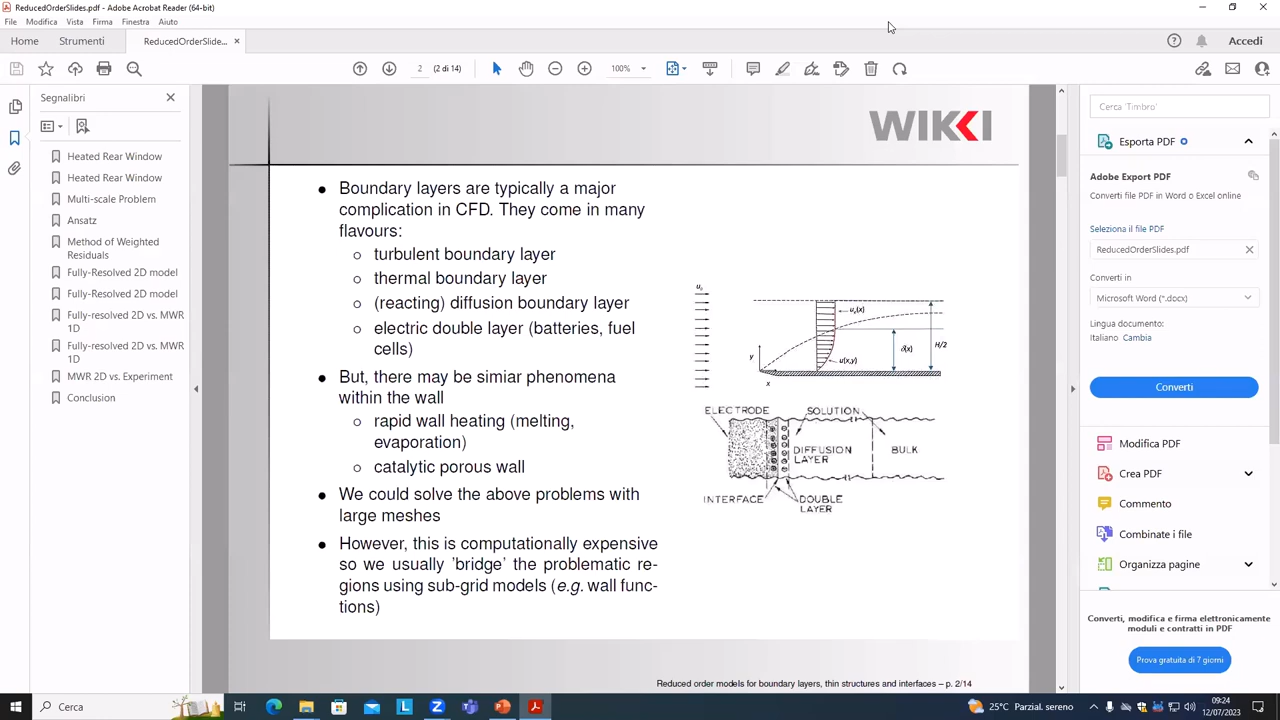 ReducedOrderSlides.pdf - Adobe Acrobat Reader (64-bit)
File Modifica Vista Firma Finestra Aiuto
Home Strumenti ReducedOrderSlide... × Accedi
2 (2 di 14) 100%
Segnalibri
Heated Rear Window
Heated Rear Window
Multi-scale Problem
Ansatz
Method of Weighted
Residuals
Fully-Resolved 2D model
Fully-Resolved 2D model
Fully-resolved 2D vs. MWR
1D
Fully-resolved 2D vs. MWR
1D
MWR 2D vs. Experiment
Conclusion
WIKKI
• Boundary layers are typically a major
complication in CFD. They come in many
flavours:
○ turbulent boundary layer
○ thermal boundary layer
○ (reacting) diffusion boundary layer
○ electric double layer (batteries, fuel
cells)
• But, there may be simiar phenomena
within the wall
○ rapid wall heating (melting,
evaporation)
○ catalytic porous wall
• We could solve the above problems with
large meshes
• However, this is computationally expensive
so we usually 'bridge' the problematic re-
gions using sub-grid models (e.g. wall func-
tions)
u(x,y)
δ(x)
H/2
y
x
ELECTRODE SOLUTION
DIFFUSION
LAYER
BULK
INTERFACE DOUBLE
LAYER
Reduced order models for boundary layers, thin structures and interfaces – p. 2/14
Cerca 'Timbro'
Esporta PDF
Adobe Export PDF
Converti file PDF in Word o Excel online
Seleziona il file PDF
ReducedOrderSlides.pdf ×
Converti in
Microsoft Word (*.docx)
Lingua documento:
Italiano Cambia
Converti
Modifica PDF
Crea PDF
Commento
Combinate i file
Organizza pagine
Converti, modifica e firma elettronicamente
moduli e contratti in PDF
Prova gratuita di 7 giorni
Cerca
25°C Parzial. sereno
09:24
12/07/2023